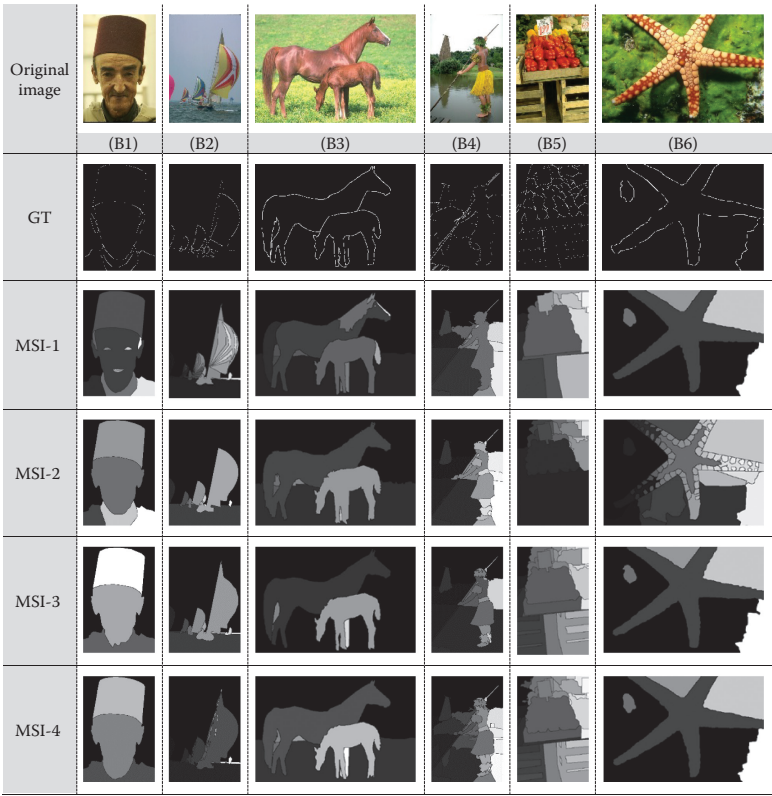 Original
image
(B1) (B2) (B3) (B4) (B5) (B6)
GT
MSI-1
MSI-2
MSI-3
MSI-4